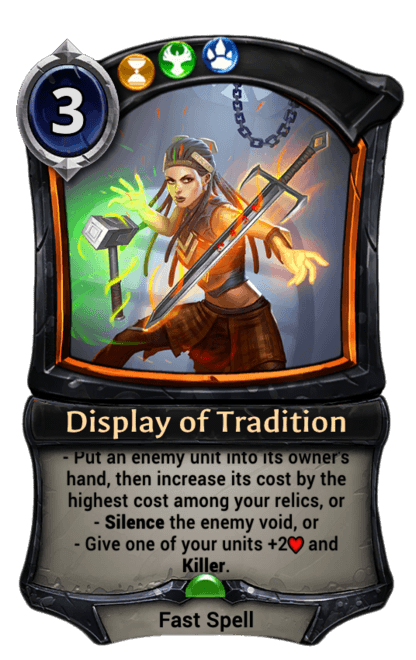 3
Display of Tradition
- Put an enemy unit into its owner's
hand, then increase its cost by the
highest cost among your relics, or
- Silence the enemy void, or
- Give one of your units +2❤ and
Killer.
Fast Spell